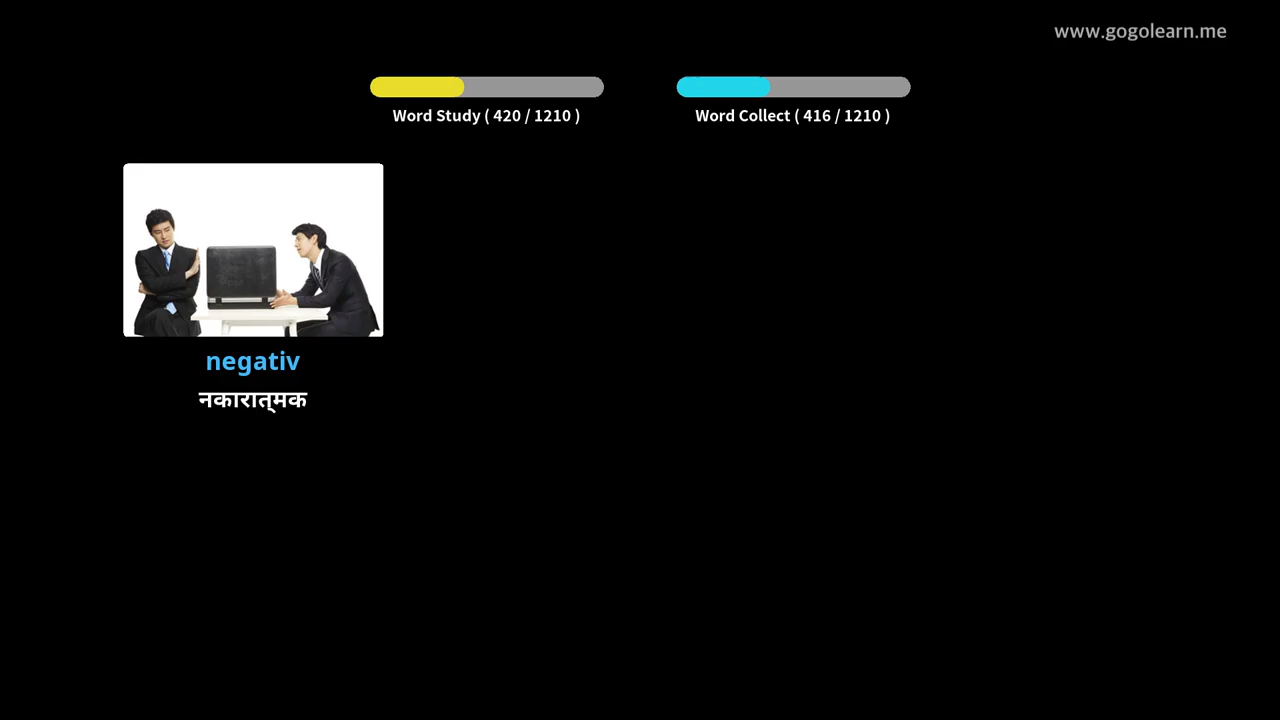 www.gogolearn.me
Word Study ( 420 / 1210 )
Word Collect ( 416 / 1210 )
negativ
नकारात्मक